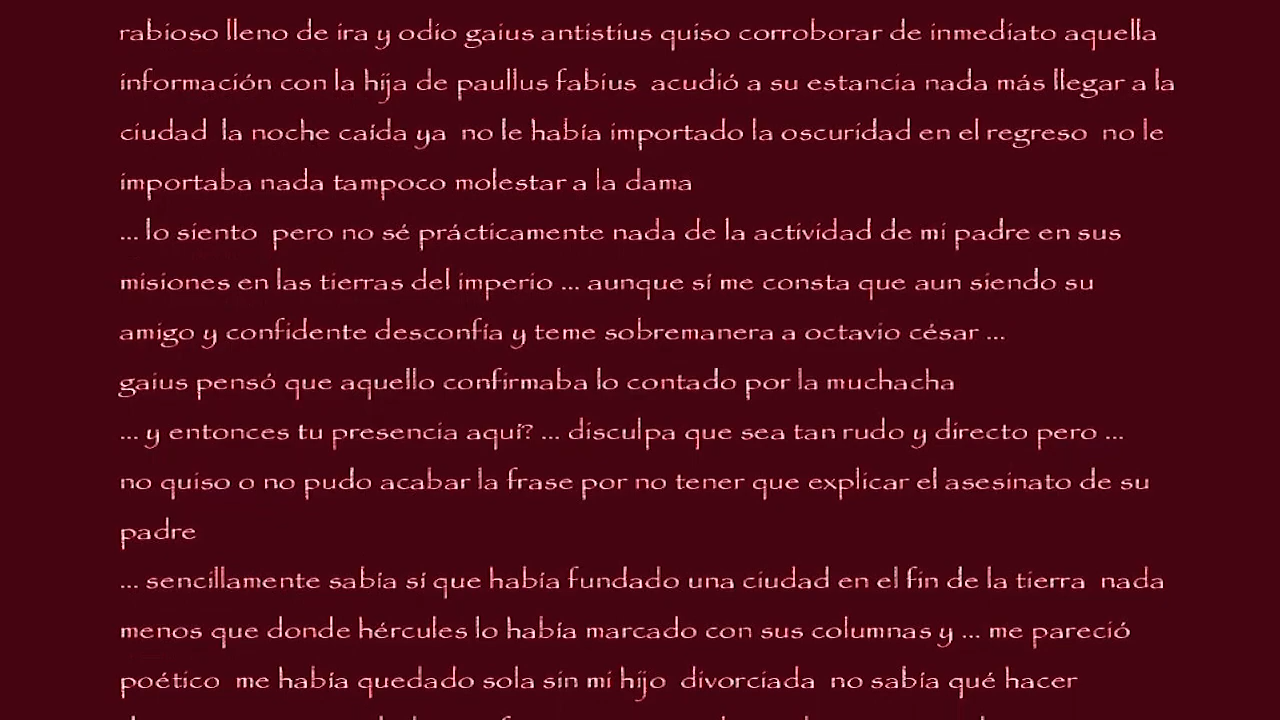 rabioso lleno de ira y odio gaius antistius quiso corroborar de inmediato aquella
información con la hija de paullus fabius  acudió a su estancia nada más llegar a la
ciudad  la noche caída ya  no le había importado la oscuridad en el regreso  no le
importaba nada tampoco molestar a la dama
... lo siento  pero no sé prácticamente nada de la actividad de mi padre en sus
misiones en las tierras del imperio ... aunque sí me consta que aun siendo su
amigo y confidente desconfía y teme sobremanera a octavio césar ...
gaius pensó que aquello confirmaba lo contado por la muchacha
... y entonces tu presencia aquí? ... disculpa que sea tan rudo y directo pero ...
no quiso o no pudo acabar la frase por no tener que explicar el asesinato de su
padre
... sencillamente sabía sí que había fundado una ciudad en el fin de la tierra  nada
menos que donde hércules lo había marcado con sus columnas y ... me pareció
poético  me había quedado sola sin mi hijo  divorciada  no sabía qué hacer